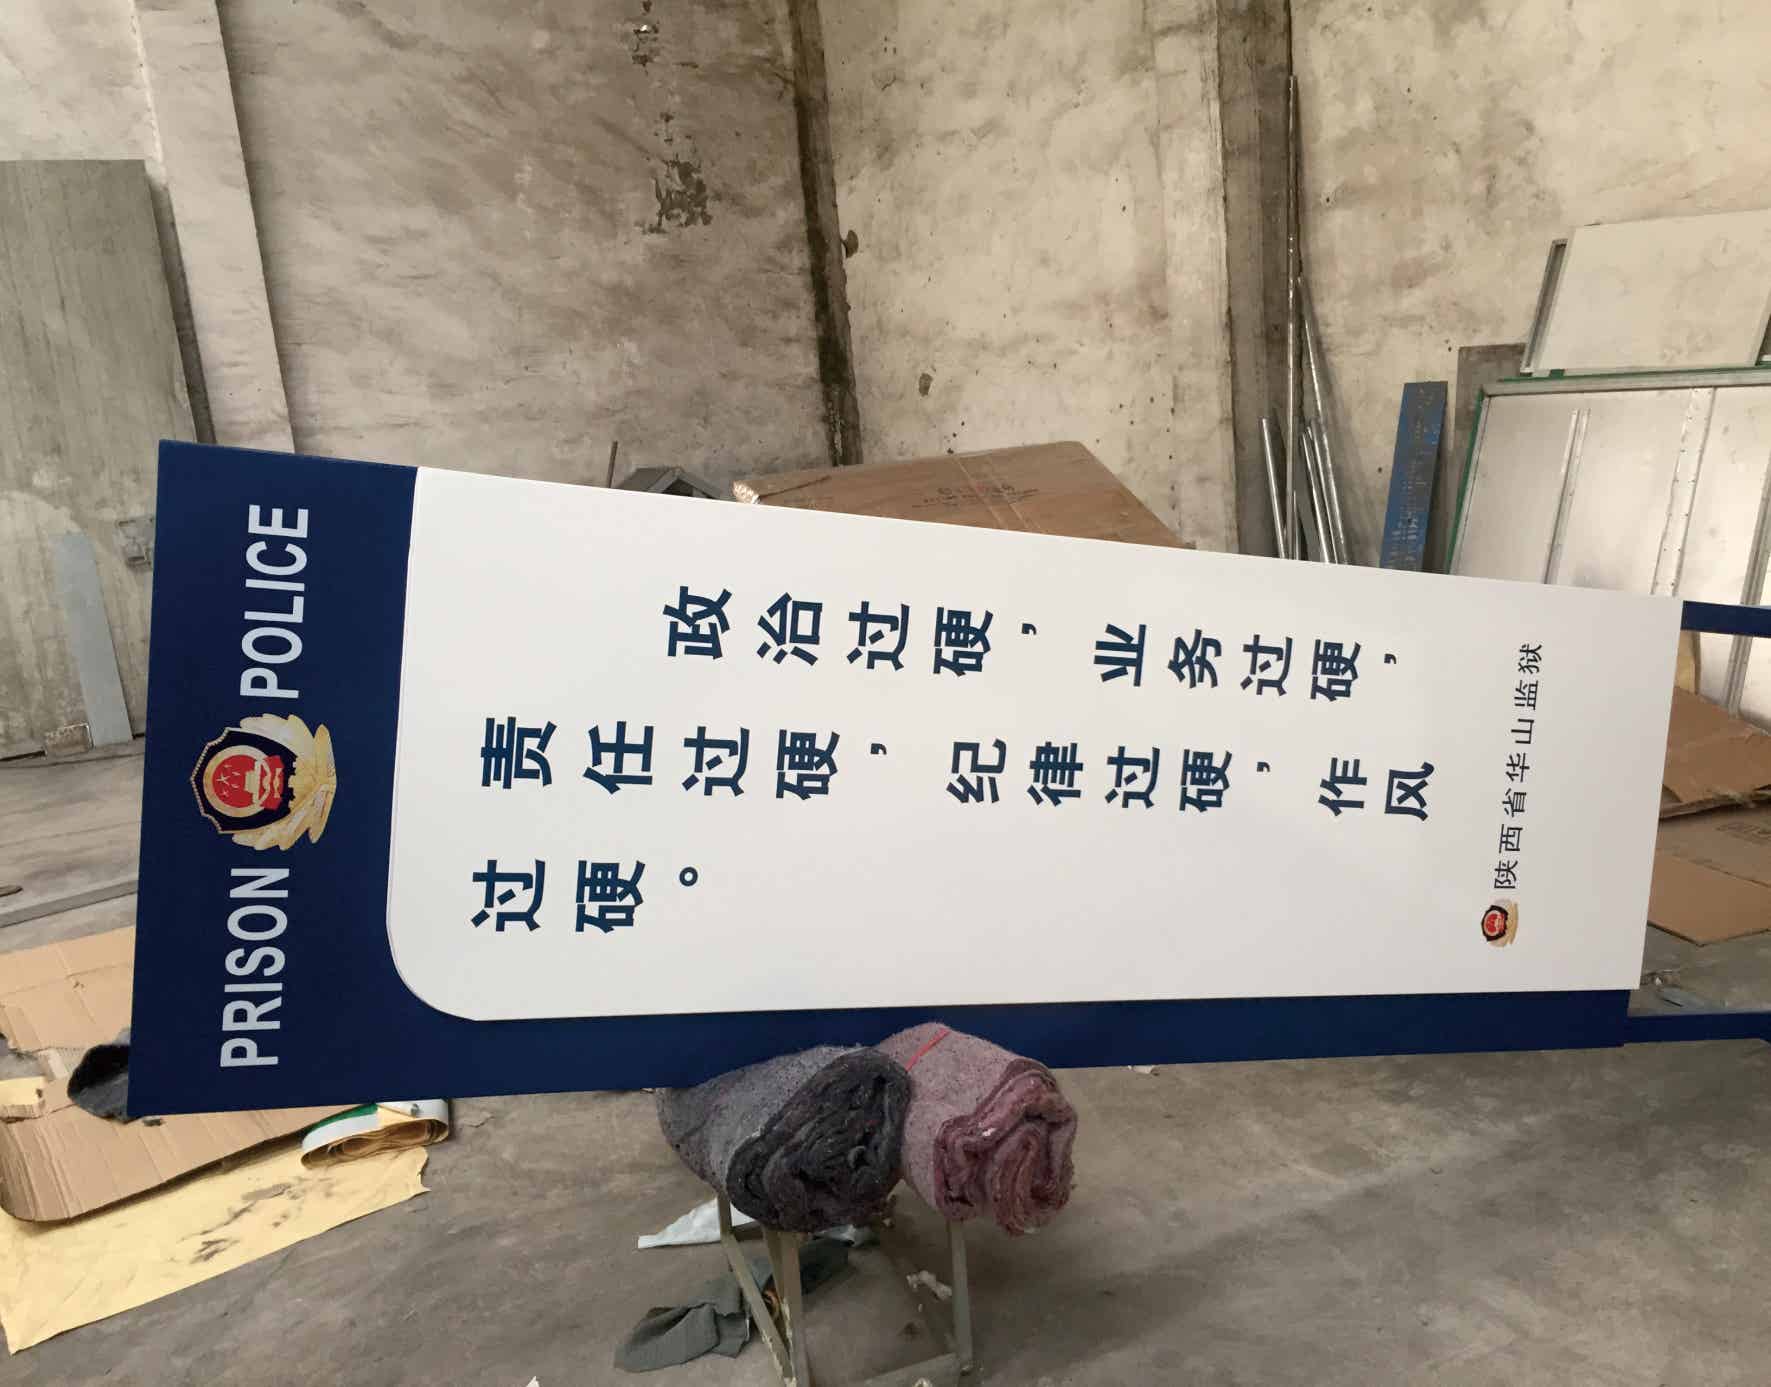 PRISON POLICE
政治过硬，业务过硬，
责任过硬，纪律过硬，作风
过硬。
陕西省华山监狱